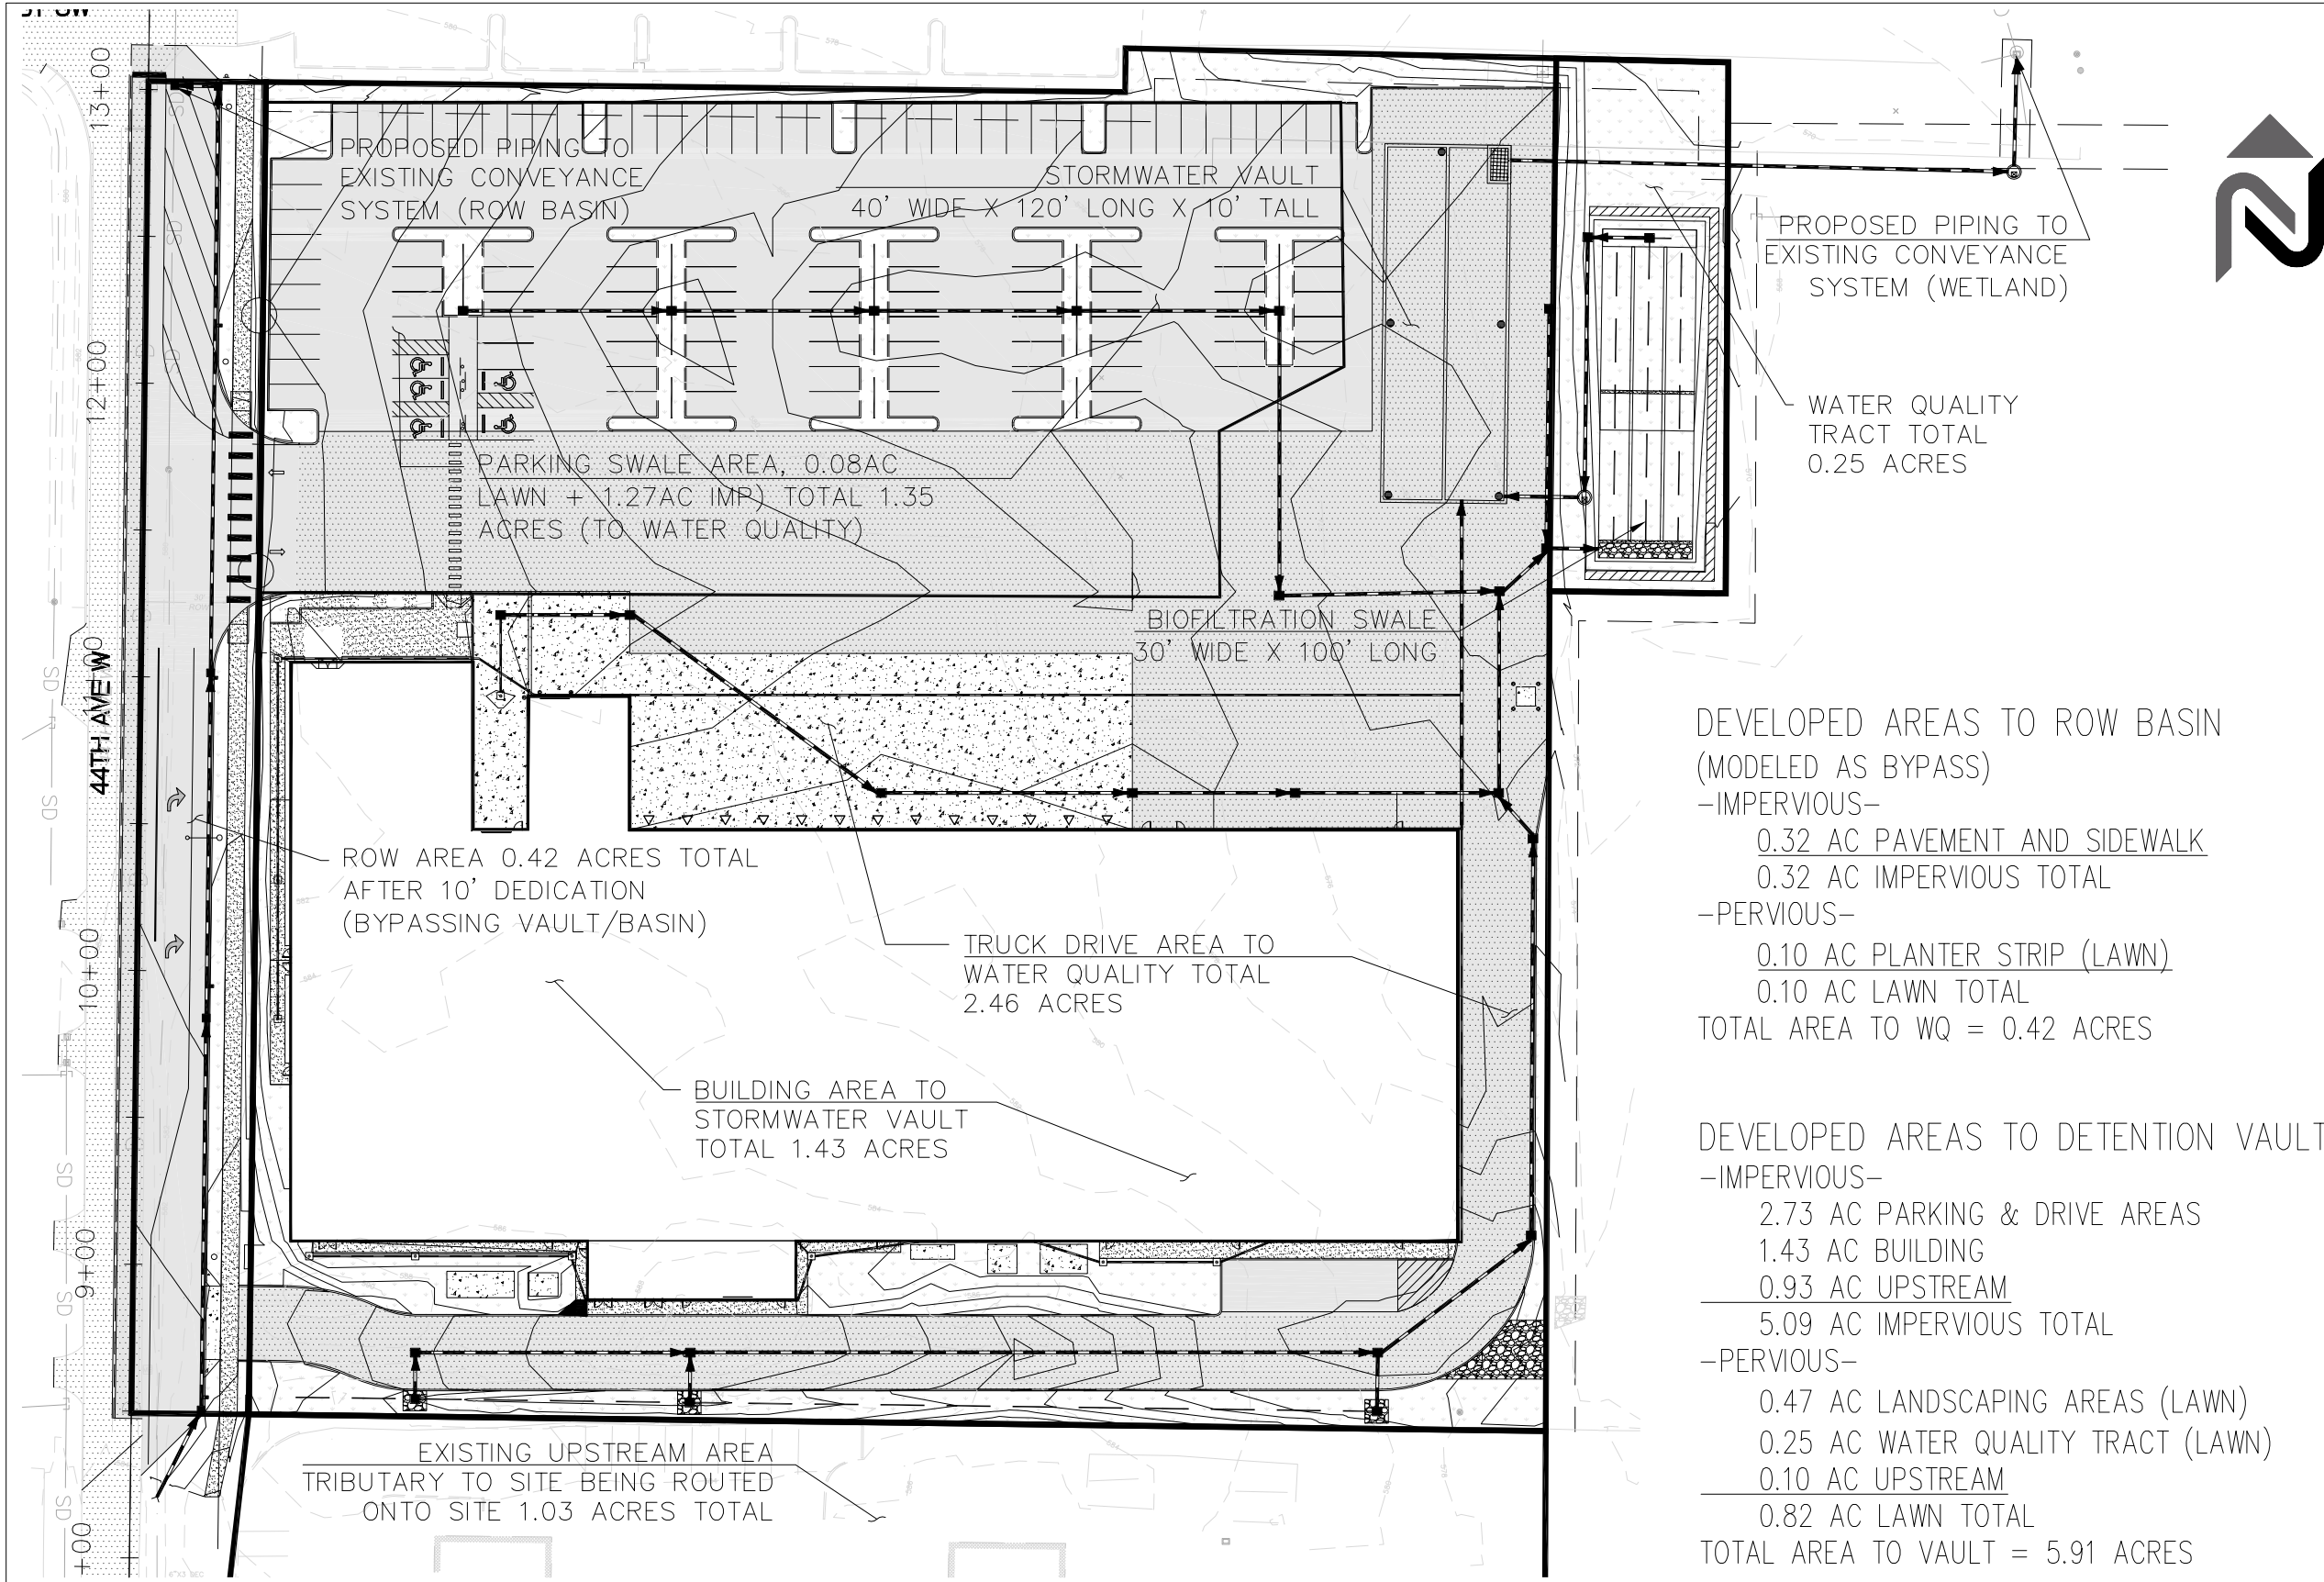 13+00
12+00
11+00
10+00
9+00
+00
44TH AVE W
SD
SD
SD
SD
SD
SD
SD
SD
SD
PROPOSED PIPING TO
EXISTING CONVEYANCE
SYSTEM (ROW BASIN)
STORMWATER VAULT
40' WIDE X 120' LONG X 10' TALL
PROPOSED PIPING TO
EXISTING CONVEYANCE
SYSTEM (WETLAND)
WATER QUALITY
TRACT TOTAL
0.25 ACRES
PARKING SWALE AREA, 0.08AC
LAWN + 1.27AC IMP) TOTAL 1.35
ACRES (TO WATER QUALITY)
BIOFILTRATION SWALE
30' WIDE X 100' LONG
ROW AREA 0.42 ACRES TOTAL
AFTER 10' DEDICATION
(BYPASSING VAULT/BASIN)
TRUCK DRIVE AREA TO
WATER QUALITY TOTAL
2.46 ACRES
BUILDING AREA TO
STORMWATER VAULT
TOTAL 1.43 ACRES
EXISTING UPSTREAM AREA
TRIBUTARY TO SITE BEING ROUTED
ONTO SITE 1.03 ACRES TOTAL
DEVELOPED AREAS TO ROW BASIN
(MODELED AS BYPASS)
-IMPERVIOUS-
0.32 AC PAVEMENT AND SIDEWALK
0.32 AC IMPERVIOUS TOTAL
-PERVIOUS-
0.10 AC PLANTER STRIP (LAWN)
0.10 AC LAWN TOTAL
TOTAL AREA TO WQ = 0.42 ACRES
DEVELOPED AREAS TO DETENTION VAULT
-IMPERVIOUS-
2.73 AC PARKING & DRIVE AREAS
1.43 AC BUILDING
0.93 AC UPSTREAM
5.09 AC IMPERVIOUS TOTAL
-PERVIOUS-
0.47 AC LANDSCAPING AREAS (LAWN)
0.25 AC WATER QUALITY TRACT (LAWN)
0.10 AC UPSTREAM
0.82 AC LAWN TOTAL
TOTAL AREA TO VAULT = 5.91 ACRES